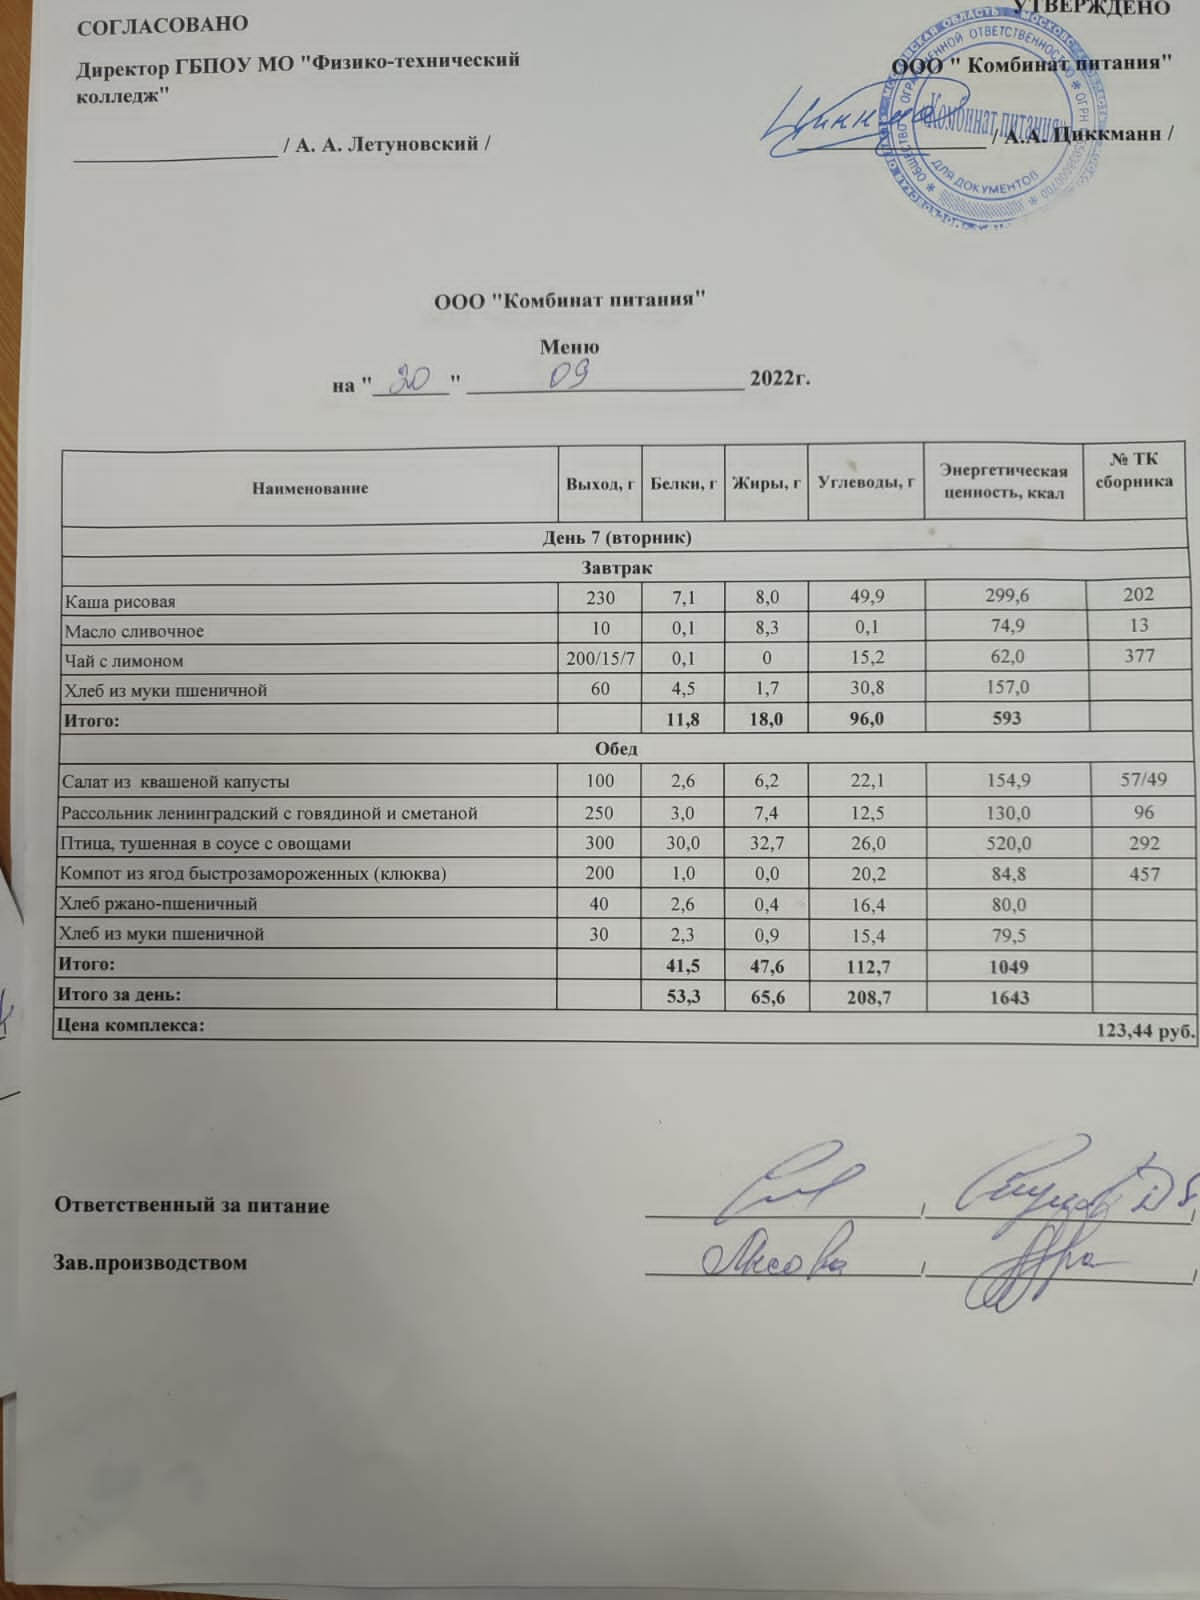 СОГЛАСОВАНО
УТВЕРЖДЕНО
Директор ГБПОУ МО "Физико-технический
колледж"
ООО " Комбинат питания"
/ А. А. Летуновский /
/ А.А. Циккманн /
Комбинат питания
ДЛЯ ДОКУМЕНТОВ
ООО "Комбинат питания"
Меню
на " 20 " 09 2022г.
Наименование Выход, г Белки, г Жиры, г Углеводы, г Энергетическая ценность, ккал № ТК сборника
День 7 (вторник)
Завтрак
Каша рисовая 230 7,1 8,0 49,9 299,6 202
Масло сливочное 10 0,1 8,3 0,1 74,9 13
Чай с лимоном 200/15/7 0,1 0 15,2 62,0 377
Хлеб из муки пшеничной 60 4,5 1,7 30,8 157,0
Итого: 11,8 18,0 96,0 593
Обед
Салат из квашеной капусты 100 2,6 6,2 22,1 154,9 57/49
Рассольник ленинградский с говядиной и сметаной 250 3,0 7,4 12,5 130,0 96
Птица, тушенная в соусе с овощами 300 30,0 32,7 26,0 520,0 292
Компот из ягод быстрозамороженных (клюква) 200 1,0 0,0 20,2 84,8 457
Хлеб ржано-пшеничный 40 2,6 0,4 16,4 80,0
Хлеб из муки пшеничной 30 2,3 0,9 15,4 79,5
Итого: 41,5 47,6 112,7 1049
Итого за день: 53,3 65,6 208,7 1643
Цена комплекса: 123,44 руб.
Ответственный за питание
Зав.производством